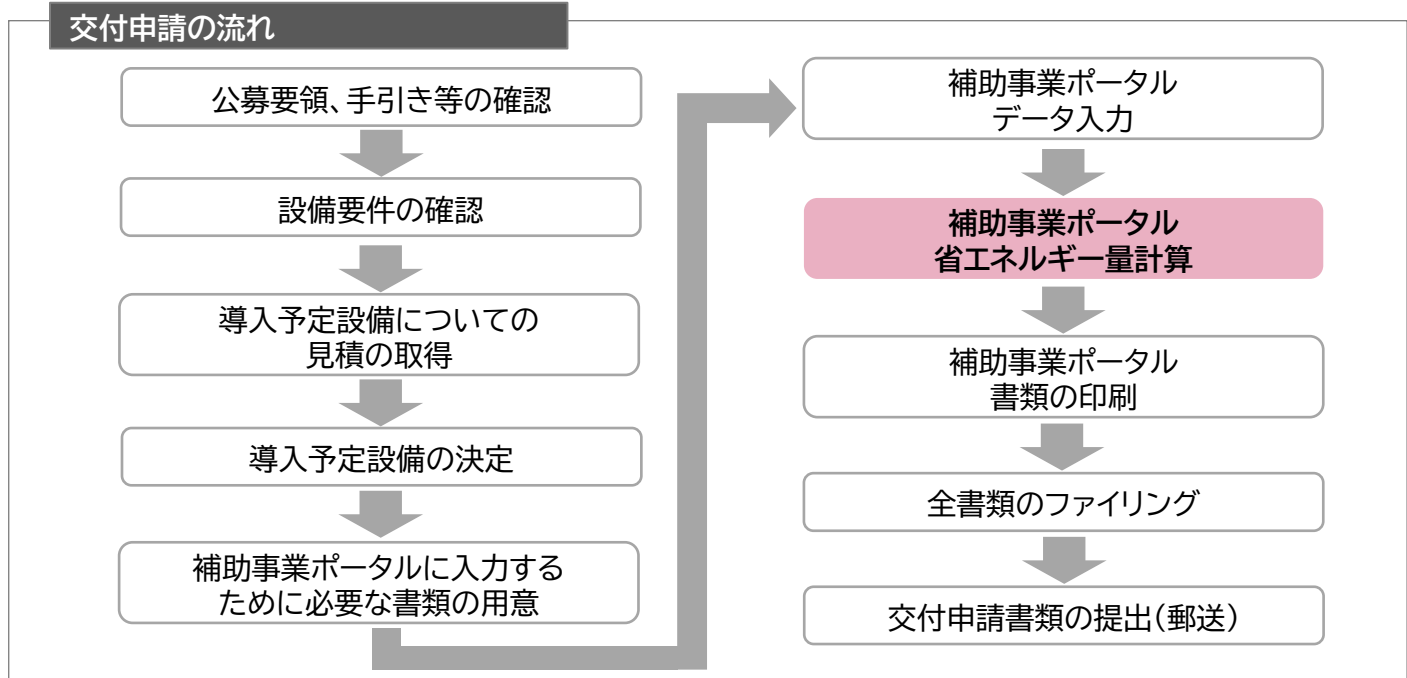 交付申請の流れ
公募要領、手引き等の確認
設備要件の確認
導入予定設備についての
見積の取得
導入予定設備の決定
補助事業ポータルに入力する
ために必要な書類の用意
補助事業ポータル
データ入力
補助事業ポータル
省エネルギー量計算
補助事業ポータル
書類の印刷
全書類のファイリング
交付申請書類の提出(郵送)